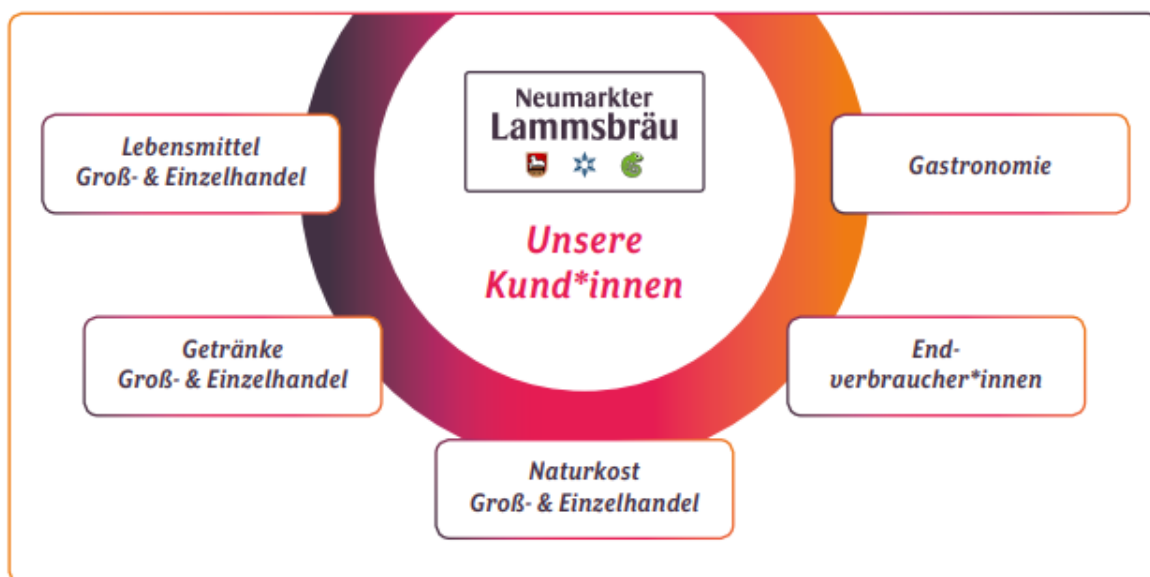 Neumarkter
Lammsbräu
Unsere
Kund*innen
Lebensmittel
Groß- & Einzelhandel
Getränke
Groß- & Einzelhandel
Naturkost
Groß- & Einzelhandel
End-
verbraucher*innen
Gastronomie